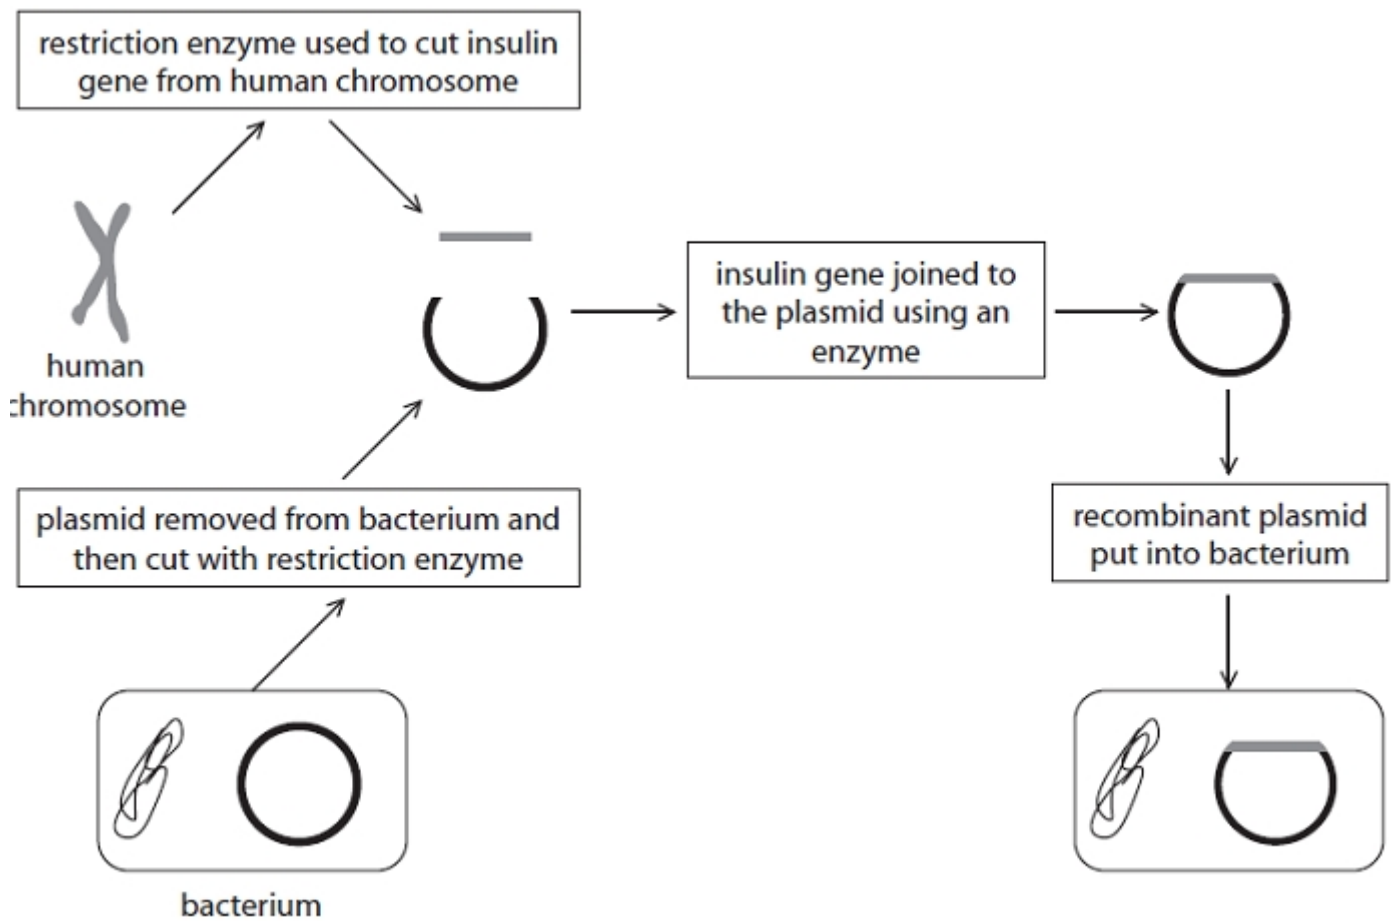 restriction enzyme used to cut insulin
gene from human chromosome
human
chromosome
plasmid removed from bacterium and
then cut with restriction enzyme
bacterium
insulin gene joined to
the plasmid using an
enzyme
recombinant plasmid
put into bacterium